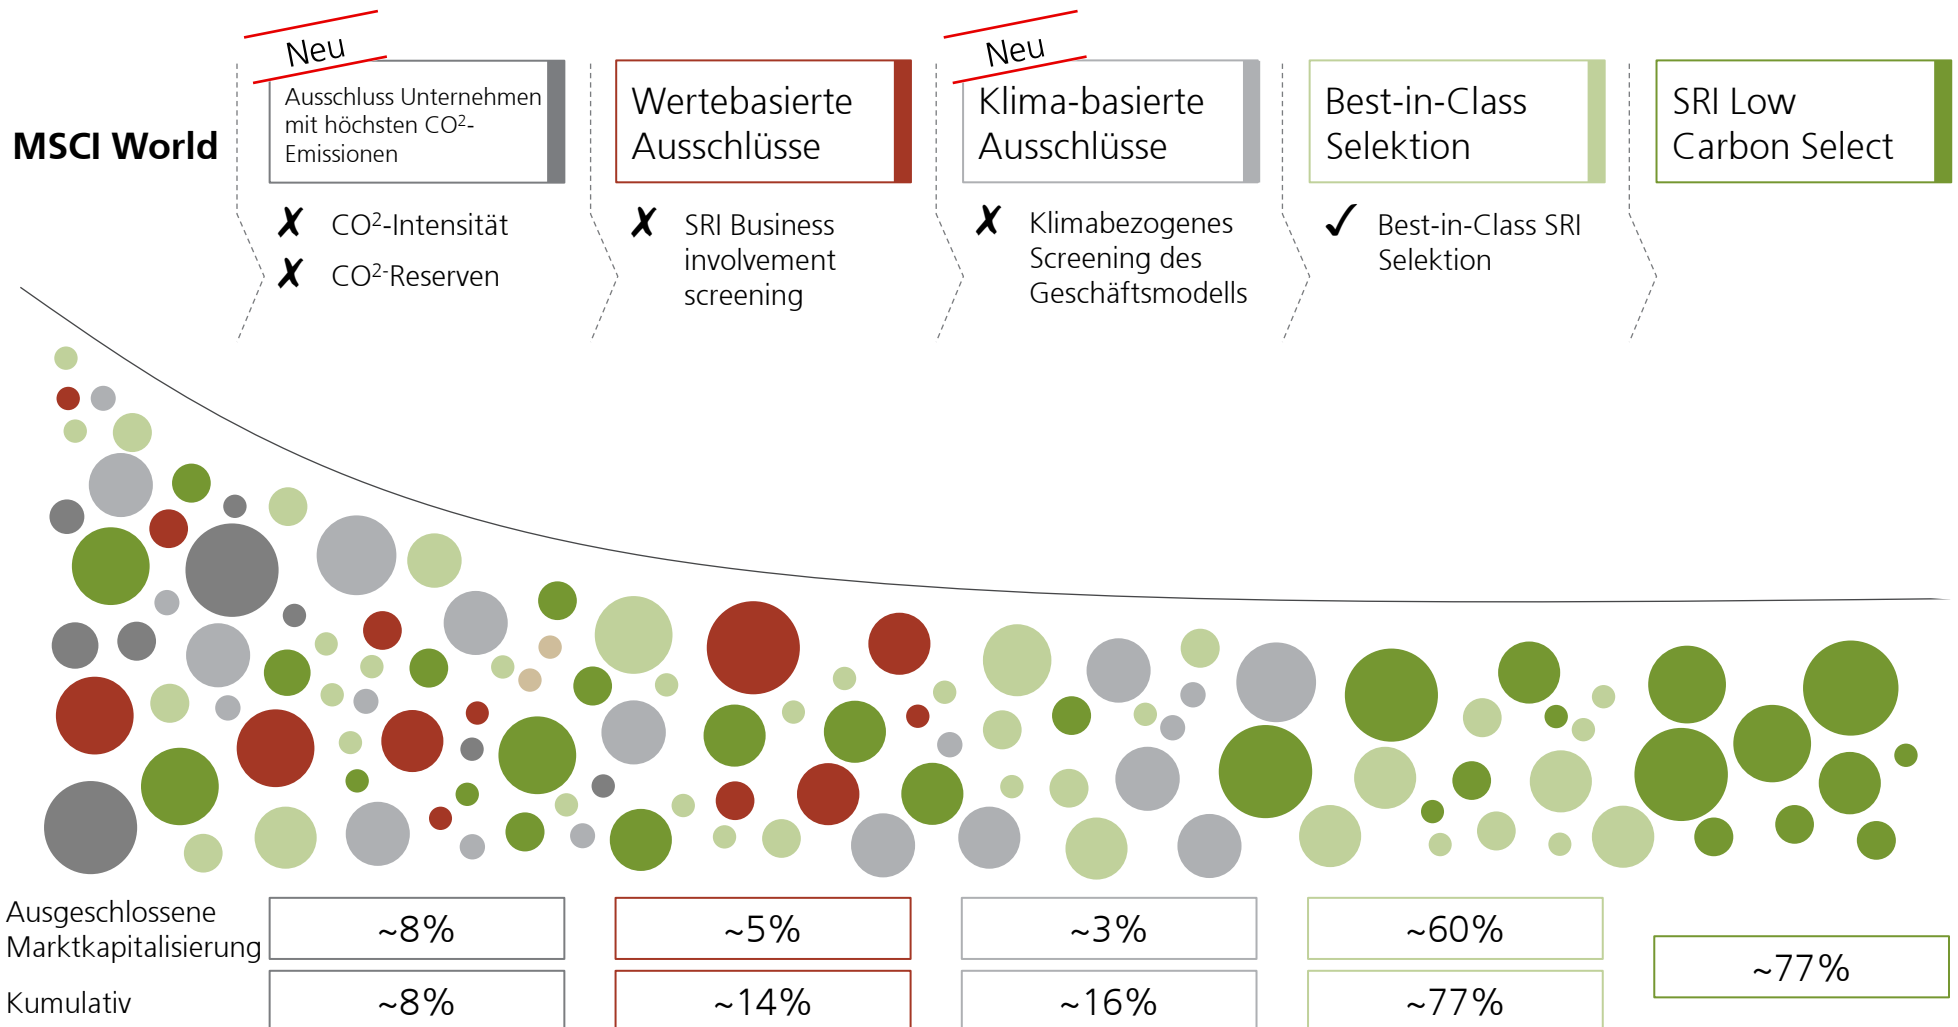 Neu
Neu
MSCI World
Ausschluss Unternehmen
mit höchsten CO²-
Emissionen
Wertebasierte
Ausschlüsse
Klima-basierte
Ausschlüsse
Best-in-Class
Selektion
SRI Low
Carbon Select
✗ CO²-Intensität
✗ CO²-Reserven
✗ SRI Business
involvement
screening
✗ Klimabezogenes
Screening des
Geschäftsmodells
✓ Best-in-Class SRI
Selektion
Ausgeschlossene
Marktkapitalisierung
~8%
~5%
~3%
~60%
~77%
Kumulativ
~8%
~14%
~16%
~77%